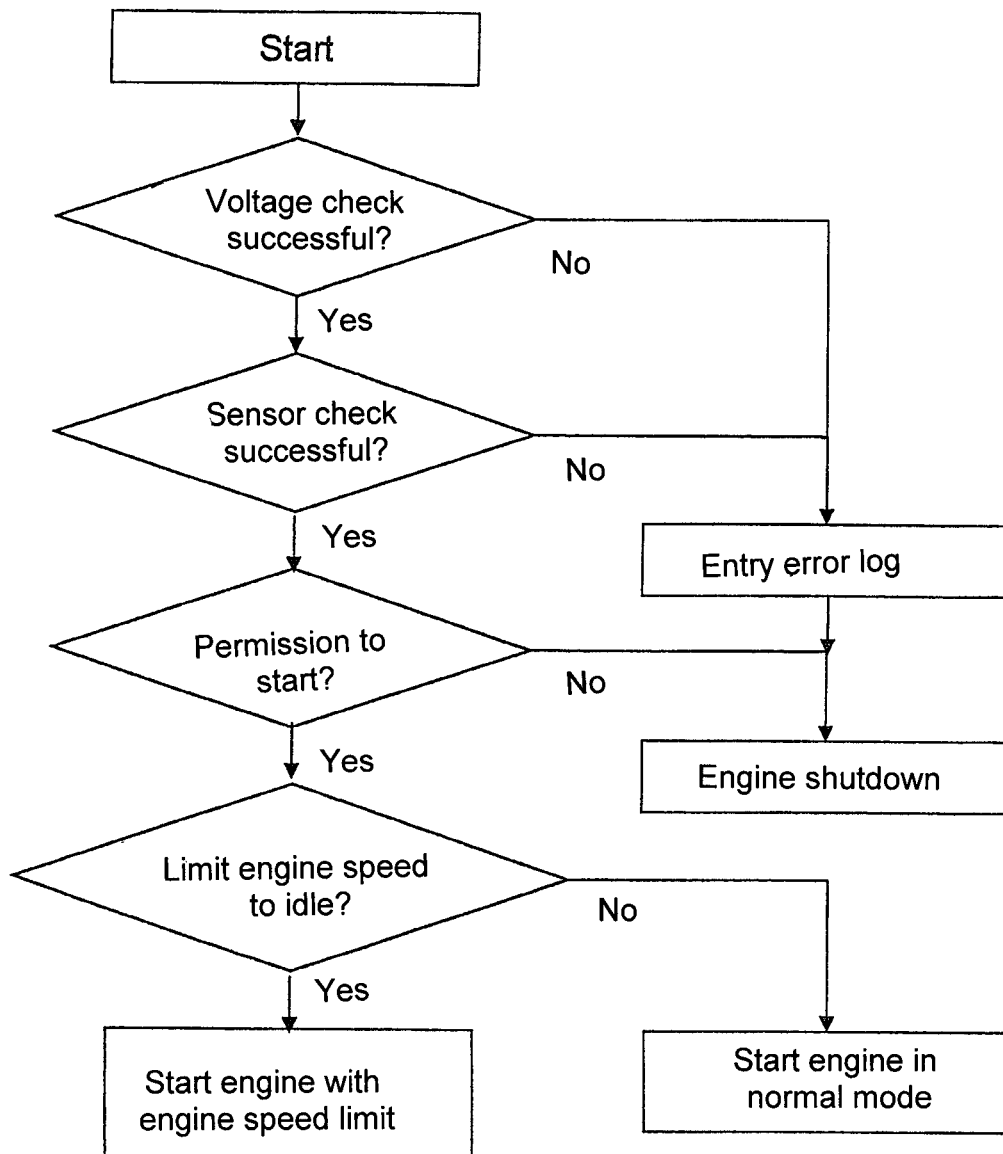 Start
Voltage check
successful?
No
Yes
Sensor check
successful?
No
Yes
Entry error log
Permission to
start?
No
Yes
Engine shutdown
Limit engine speed
to idle?
No
Yes
Start engine with
engine speed limit
Start engine in
normal mode